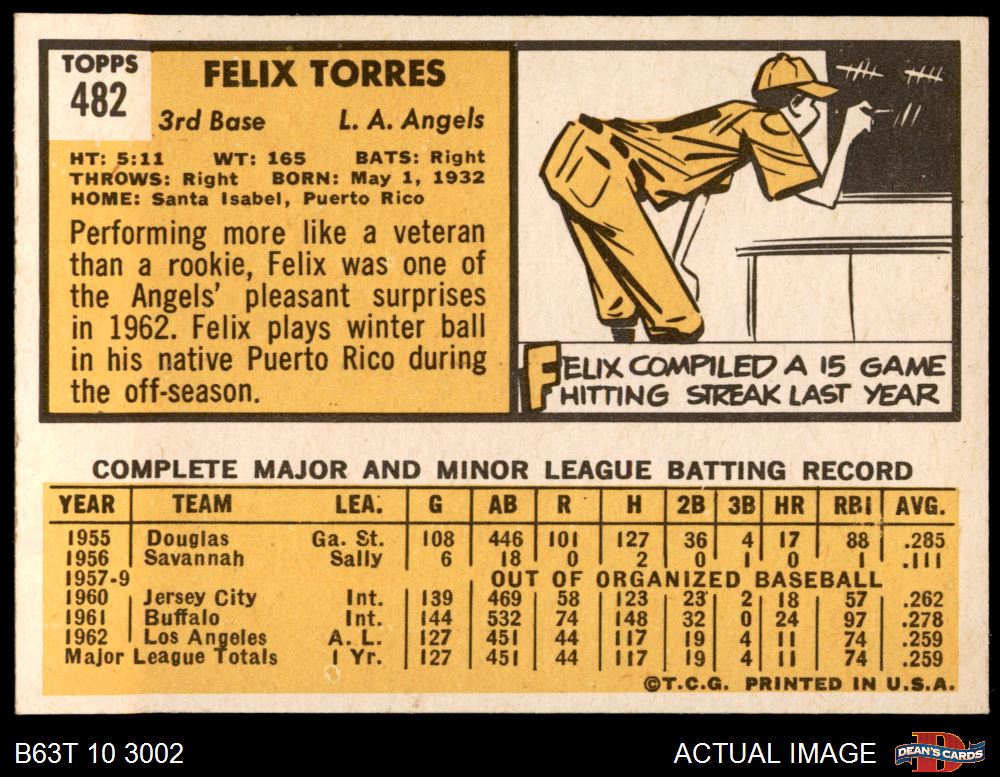 TOPPS
482
FELIX TORRES
3rd Base L. A. Angels
HT: 5:11 WT: 165 BATS: Right
THROWS: Right BORN: May 1, 1932
HOME: Santa Isabel, Puerto Rico
Performing more like a veteran
than a rookie, Felix was one of
the Angels' pleasant surprises
in 1962. Felix plays winter ball
in his native Puerto Rico during
the off-season.
FELIX COMPILED A 15 GAME
HITTING STREAK LAST YEAR
COMPLETE MAJOR AND MINOR LEAGUE BATTING RECORD
YEAR TEAM LEA. G AB R H 2B 3B HR RBI AVG.
1955 Douglas Ga. St. 108 446 101 127 36 4 17 88 .285
1956 Savannah Sally 6 18 0 2 0 1 0 1 .111
1957-9 OUT OF ORGANIZED BASEBALL
1960 Jersey City Int. 139 469 58 123 23 2 18 57 .262
1961 Buffalo Int. 144 532 74 148 32 0 24 97 .278
1962 Los Angeles A. L. 127 451 44 117 19 4 11 74 .259
Major League Totals 1 Yr. 127 451 44 117 19 4 11 74 .259
©T.C.G. PRINTED IN U.S.A.
B63T 10 3002 ACTUAL IMAGE DEAN'S CARDS